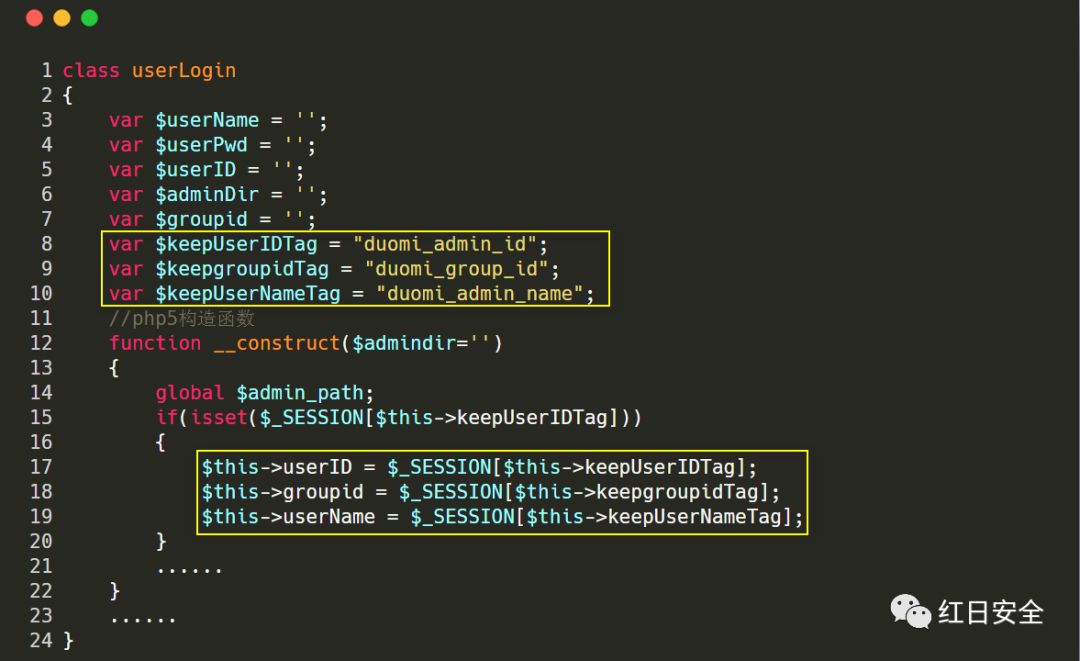 1 class userLogin
2 {
3     var $userName = '';
4     var $userPwd = '';
5     var $userID = '';
6     var $adminDir = '';
7     var $groupid = '';
8     var $keepUserIDTag = "duomi_admin_id";
9     var $keepgroupidTag = "duomi_group_id";
10     var $keepUserNameTag = "duomi_admin_name";
11     //php5构造函数
12     function __construct($admindir='')
13     {
14         global $admin_path;
15         if(isset($_SESSION[$this->keepUserIDTag]))
16         {
17             $this->userID = $_SESSION[$this->keepUserIDTag];
18             $this->groupid = $_SESSION[$this->keepgroupidTag];
19             $this->userName = $_SESSION[$this->keepUserNameTag];
20         }
21         ......
22     }
23     ......
24 }
红日安全